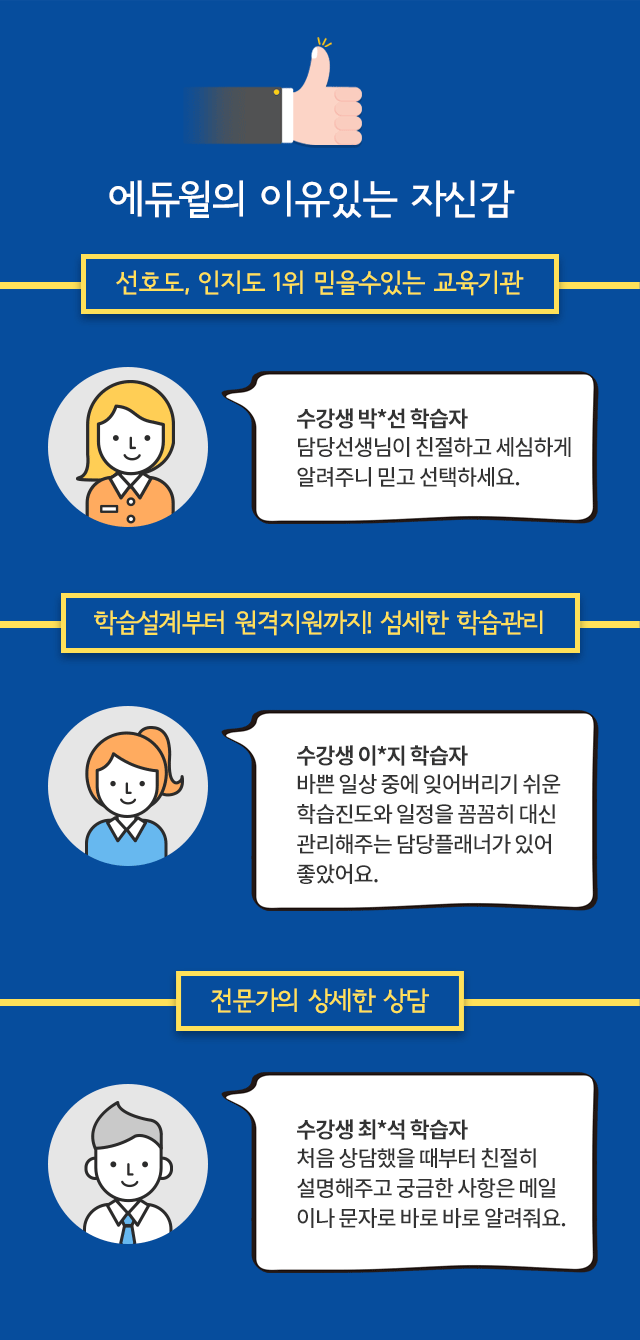 에듀윌의 이유있는 자신감
선호도, 인지도 1위 믿을수있는 교육기관
수강생 박*선 학습자
담당선생님이 친절하고 세심하게
알려주니 믿고 선택하세요.
학습설계부터 원격지원까지! 섬세한 학습관리
수강생 이*지 학습자
바쁜 일상 중에 잊어버리기 쉬운
학습진도와 일정을 꼼꼼히 대신
관리해주는 담당플래너가 있어
좋았어요.
전문가의 상세한 상담
수강생 최*석 학습자
처음 상담했을 때부터 친절히
설명해주고 궁금한 사항은 메일
이나 문자로 바로 바로 알려줘요.